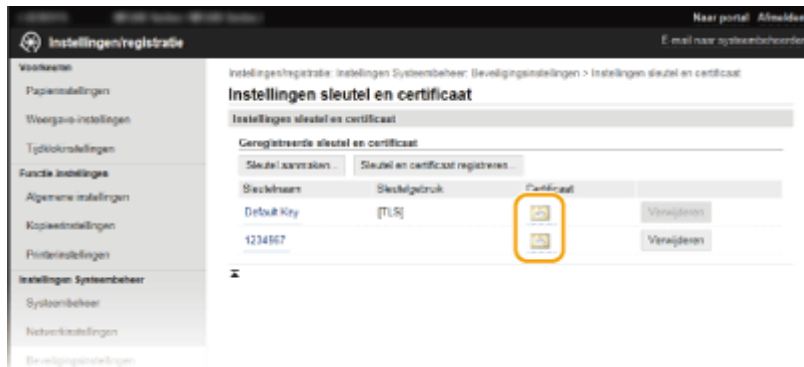 Naar portal Afmelden
Instellingen/registratie
E-mail naar systeembeheerder
Voorkeuren
Papierinstellingen
Weergave-instellingen
Tijdklokinstellingen
Functie-instellingen
Algemene instellingen
Kopieerinstellingen
Printerinstellingen
Instellingen Systeembeheer
Systeembeheer
Netwerkinstellingen
Beveiligingsinstellingen
Instellingen/registratie: Instellingen Systeembeheer: Beveiligingsinstellingen > Instellingen sleutel en certificaat
Instellingen sleutel en certificaat
Instellingen sleutel en certificaat
Geregistreerde sleutel en certificaat
Sleutel aanmaken... Sleutel en certificaat registreren...
Sleutelnaam Sleutelgebruik Certificaat
Default Key [TLS] Verwijderen
1234567 Verwijderen